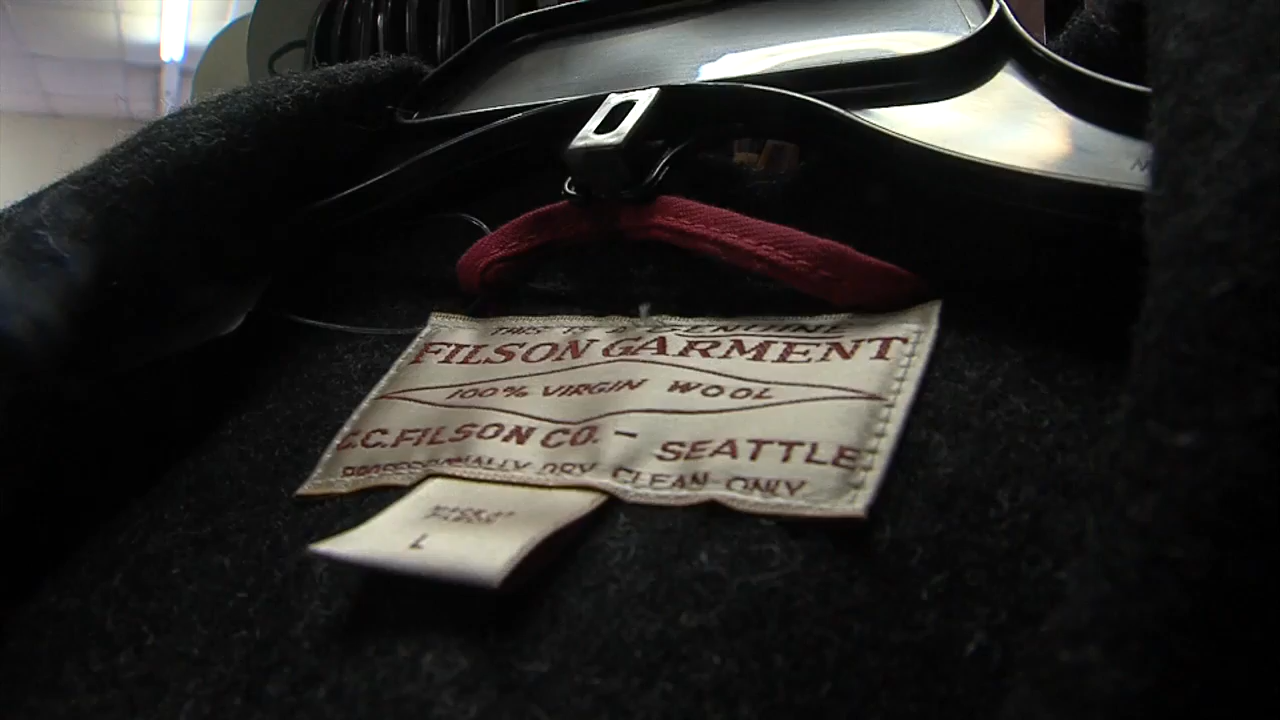 THIS IS A GENUINE
FILSON GARMENT
100% VIRGIN WOOL
C.C. FILSON CO. – SEATTLE
PROFESSIONALLY DRY CLEAN ONLY
L